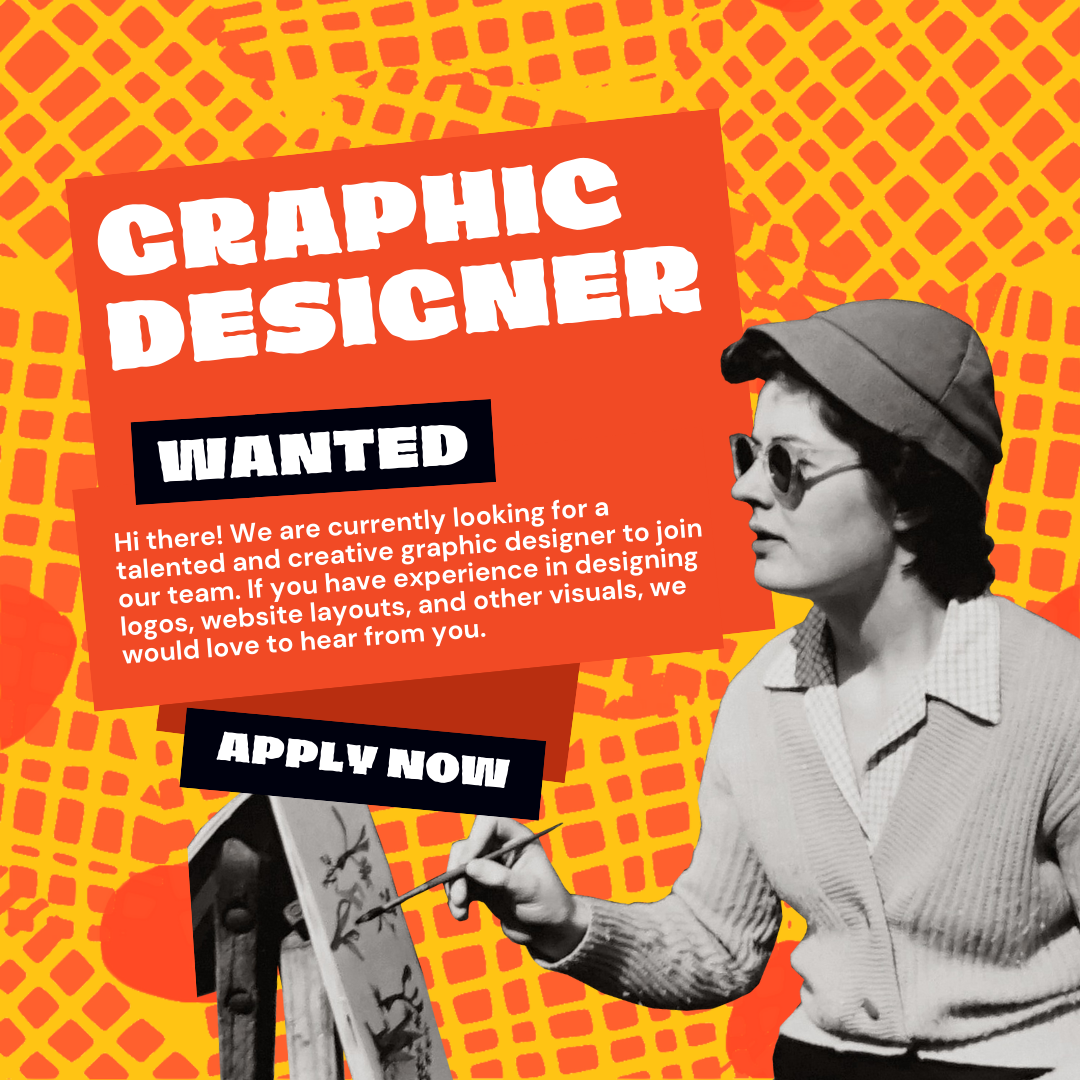 GRAPHIC
DESIGNER
WANTED
Hi there! We are currently looking for a
talented and creative graphic designer to join
our team. If you have experience in designing
logos, website layouts, and other visuals, we
would love to hear from you.
APPLY NOW